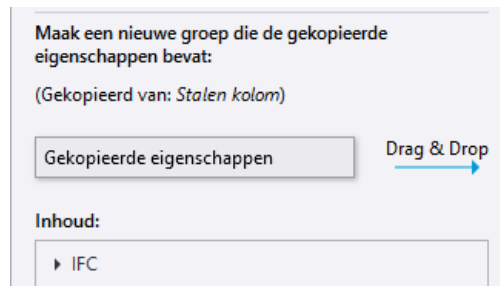 Maak een nieuwe groep die de gekopieerde
eigenschappen bevat:
(Gekopieerd van: Stalen kolom)
Gekopieerde eigenschappen
Drag & Drop
Inhoud:
IFC